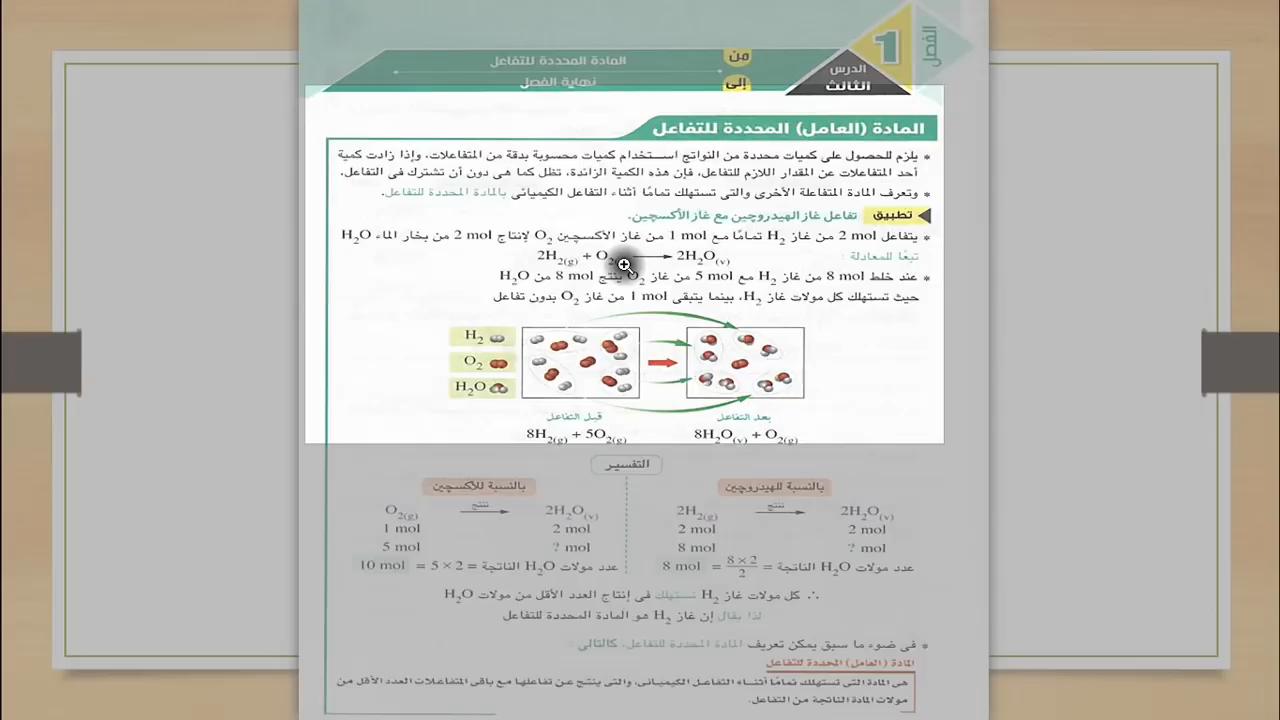 الفصل
1
الدرس
الثالث
من
المادة المحددة للتفاعل
إلى
نهاية الفصل
المادة (العامل) المحددة للتفاعل
* يلزم للحصول على كميات محددة من النواتج استخدام كميات محسوبة بدقة من المتفاعلات، وإذا زادت كمية
أحد المتفاعلات عن المقدار اللازم للتفاعل، فإن هذه الكمية الزائدة، تظل كما هى دون أن تشترك فى التفاعل.
* وتعرف المادة المتفاعلة الأخرى والتى تستهلك تمامًا أثناء التفاعل الكيميائى بالمادة المحددة للتفاعل.
تطبيق تفاعل غاز الهيدروچين مع غاز الأكسچين.
* يتفاعل 2 mol من غاز H2 تمامًا مع 1 mol من غاز الأكسچين O2 لإنتاج 2 mol من بخار الماء H2O
تبعًا للمعادلة :
2H2(g) + O2 → 2H2O(v)
* عند خلط 8 mol من غاز H2 مع 5 mol من غاز O2 ينتج 8 mol من H2O
حيث تستهلك كل مولات غاز H2، بينما يتبقى 1 mol من غاز O2 بدون تفاعل
H2
O2
H2O
قبل التفاعل
بعد التفاعل
8H2(g) + 5O2(g)
8H2O(v) + O2(g)
التفسير
بالنسبة للهيدروچين
2H2(g) تنتج → 2H2O(v)
2 mol 2 mol
8 mol ? mol
عدد مولات H2O الناتجة = 8 × 2 / 2 = 8 mol
بالنسبة للأكسچين
O2(g) تنتج → 2H2O(v)
1 mol 2 mol
5 mol ? mol
عدد مولات H2O الناتجة = 2 × 5 = 10 mol
∴ كل مولات غاز H2 تستهلك فى إنتاج العدد الأقل من مولات H2O
لذا يقال إن غاز H2 هو المادة المحددة للتفاعل
* فى ضوء ما سبق يمكن تعريف المادة المحددة للتفاعل، كالتالى :
المادة (العامل) المحددة للتفاعل
هى المادة التى تستهلك تمامًا أثناء التفاعل الكيميائى، والتى ينتج عن تفاعلها مع باقى المتفاعلات العدد الأقل من
مولات المادة الناتجة من التفاعل.